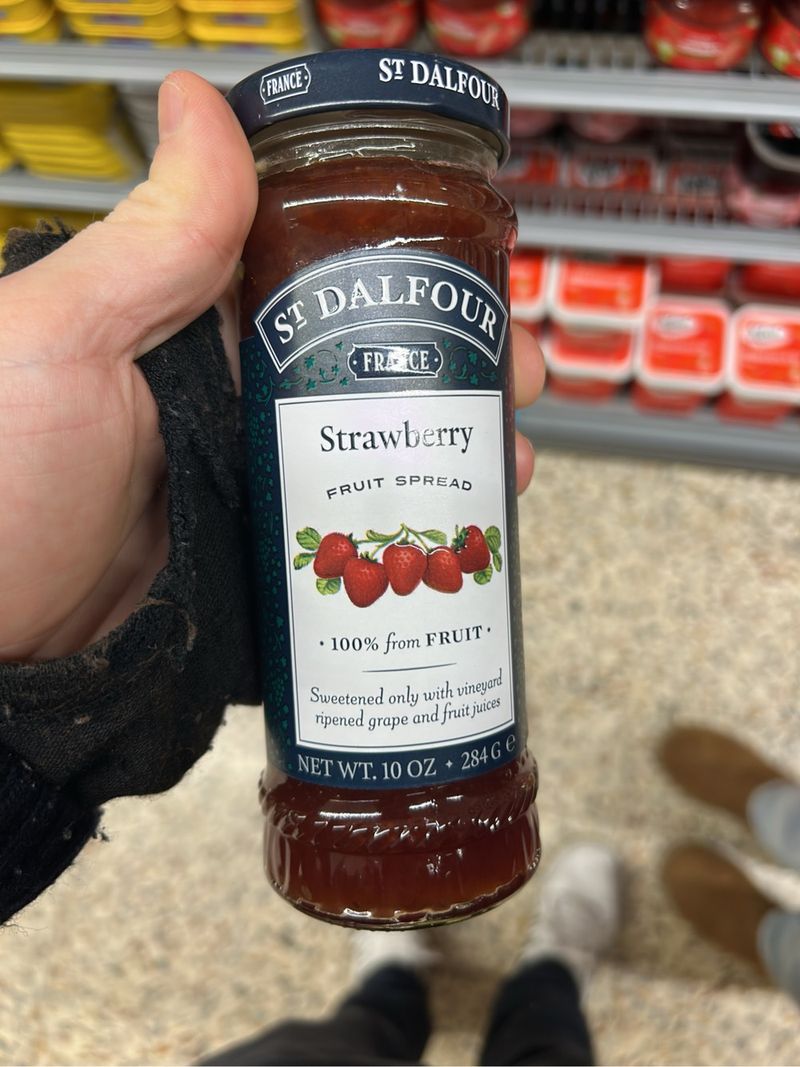 FRANCE
ST DALFOUR
ST DALFOUR
FRANCE
Strawberry
FRUIT SPREAD
• 100% from FRUIT •
Sweetened only with vineyard
ripened grape and fruit juices
NET WT. 10 OZ • 284 G ℮